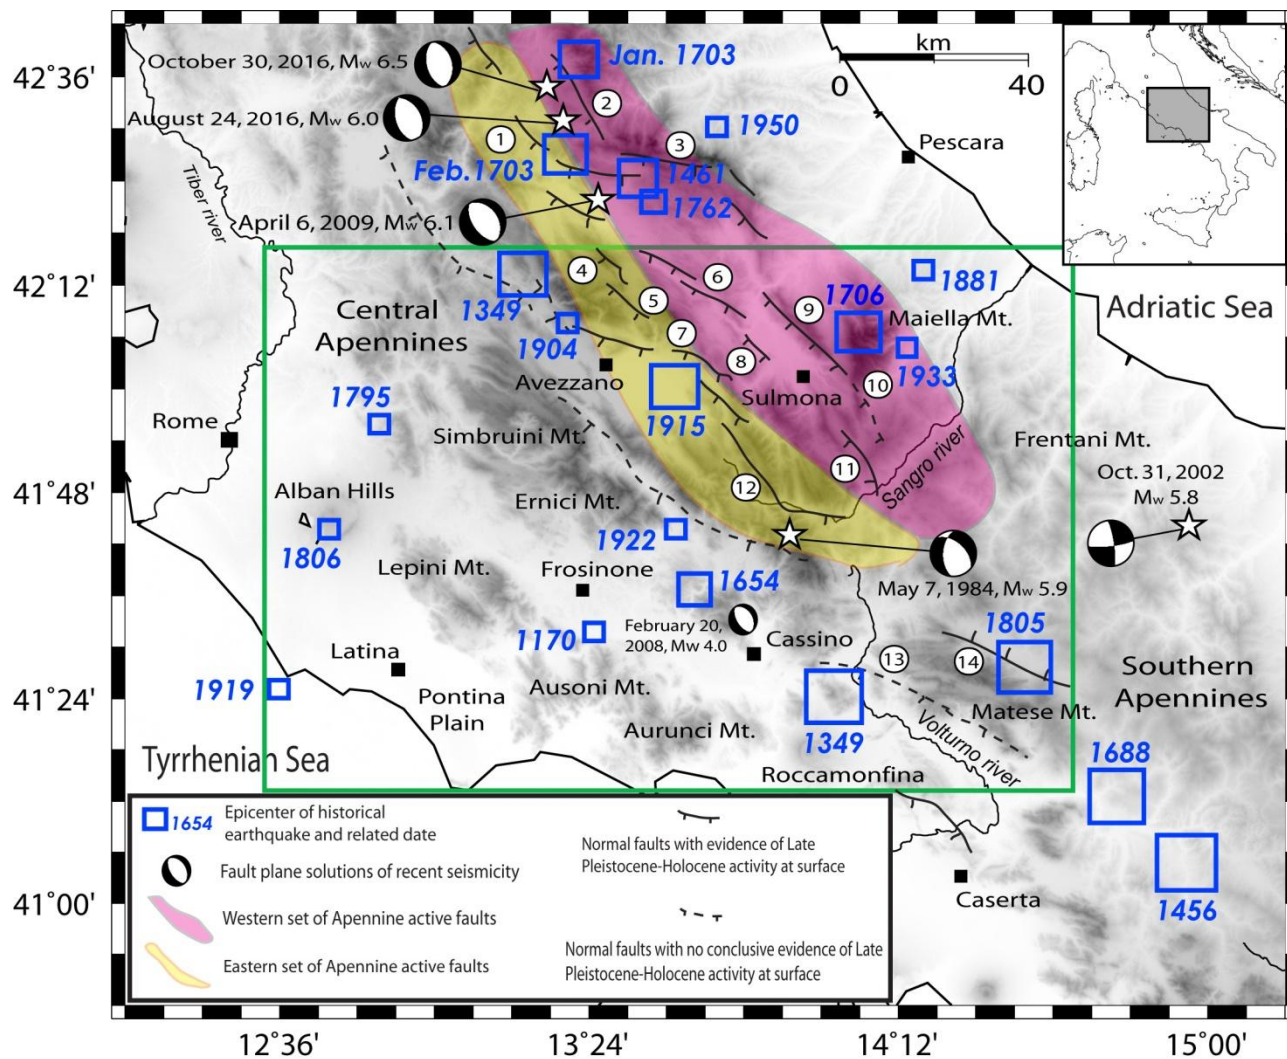 October 30, 2016, Mw 6.5
Jan. 1703
km
0
40
42°36'
August 24, 2016, Mw 6.0
2
1950
1
3
Pescara
Feb.1703
1461
1762
Tiber river
April 6, 2009, Mw 6.1
42°12'
4
6
1881
1349
Central
Apennines
5
9
1706
Maiella Mt.
Adriatic Sea
1904
7
8
1933
Avezzano
Sulmona
10
1795
1915
Rome
Simbruini Mt.
Frentani Mt.
Sangro river
11
Oct. 31, 2002
Mw 5.8
41°48'
Alban Hills
12
Ernici Mt.
1806
1922
Lepini Mt.
Frosinone
1654
May 7, 1984, Mw 5.9
February 20,
2008, Mw 4.0
1170
Cassino
1805
Latina
13
14
Southern
Apennines
1919
41°24'
Ausoni Mt.
Pontina
Plain
Aurunci Mt.
1349
Matese Mt.
Volturno river
1688
Tyrrhenian Sea
Roccamonfina
1654
Epicenter of historical
earthquake and related date
Normal faults with evidence of Late
Pleistocene-Holocene activity at surface
Fault plane solutions of recent seismicity
Western set of Apennine active faults
Normal faults with no conclusive evidence of Late
Pleistocene-Holocene activity at surface
Eastern set of Apennine active faults
Caserta
1456
41°00'
12°36'
13°24'
14°12'
15°00'